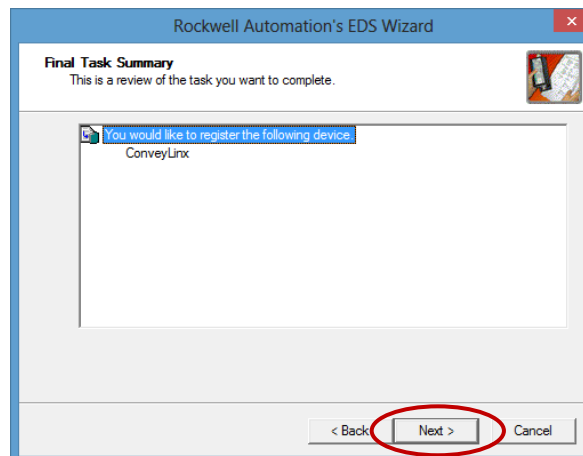 Rockwell Automation's EDS Wizard
Final Task Summary
This is a review of the task you want to complete.
You would like to register the following device
ConveyLinx
< Back
Next >
Cancel